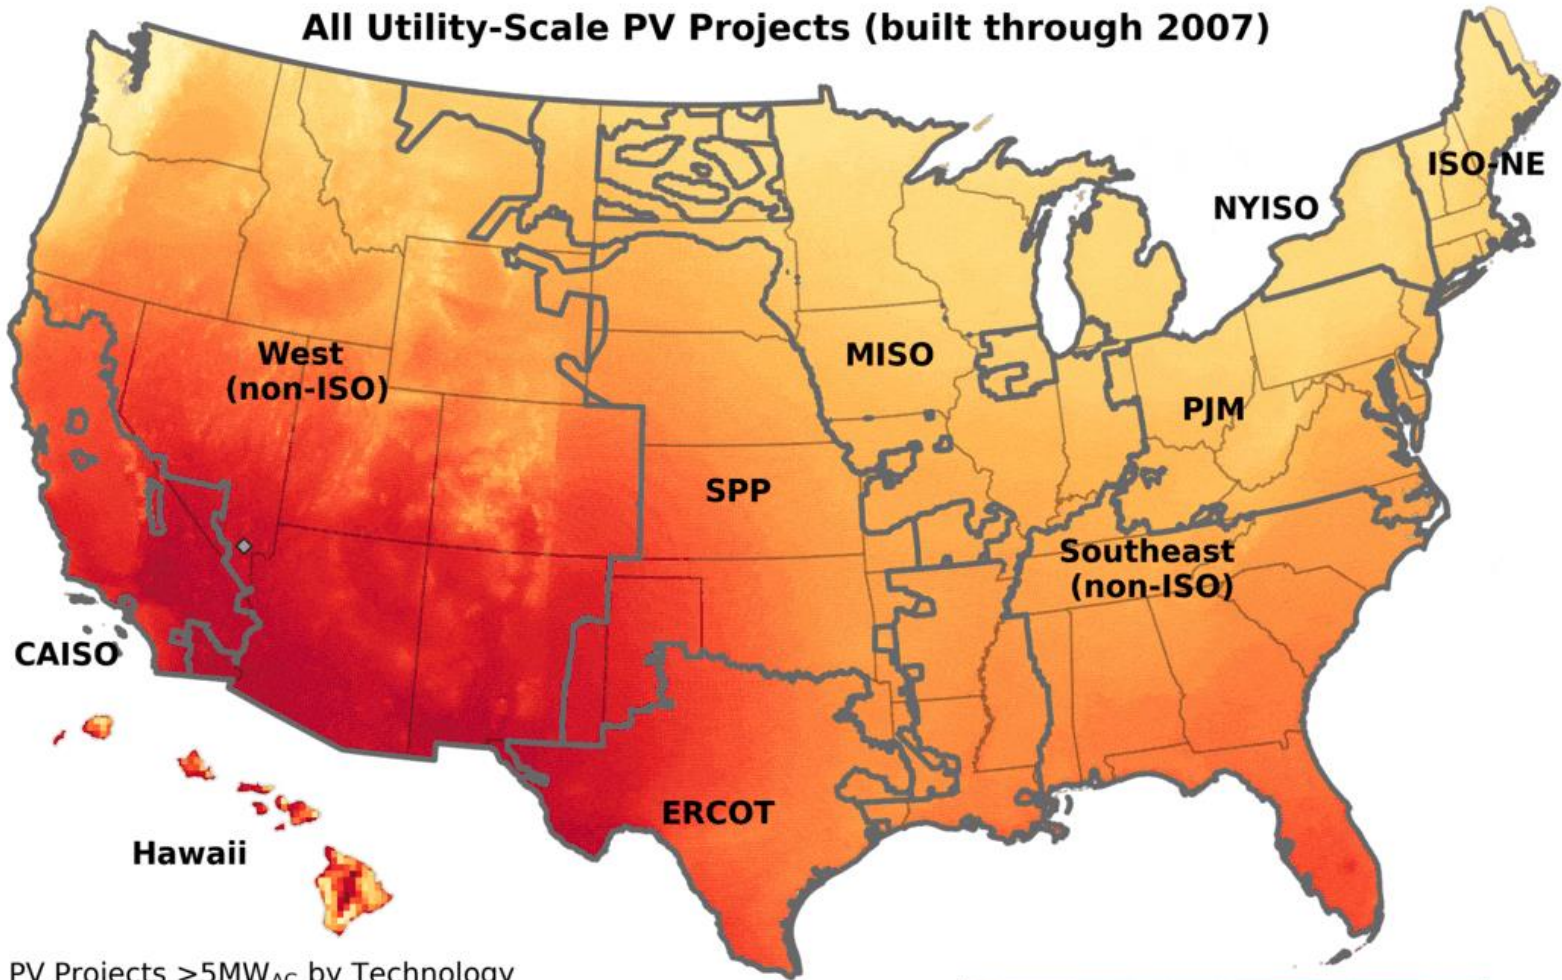 All Utility-Scale PV Projects (built through 2007)
ISO-NE
NYISO
West
(non-ISO)
MISO
PJM
SPP
Southeast
(non-ISO)
CAISO
ERCOT
Hawaii
PV Projects >5MWAC by Technology